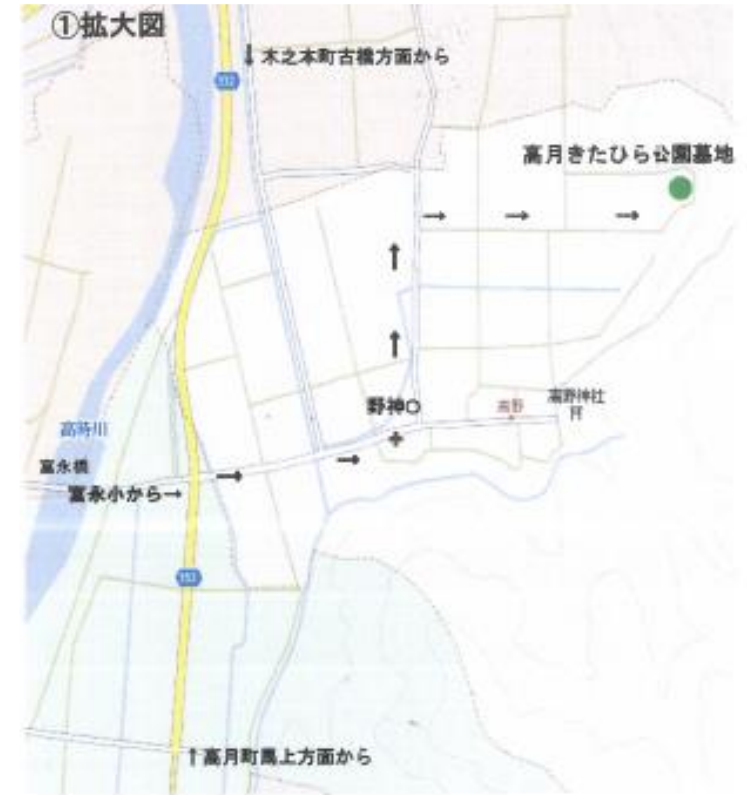 ①拡大図
↓木之本町古橋方面から
高月きたひら公園墓地
→ → →
↑
↑
野神○
高野
高野神社
高時川
富永橋
富永小から→
→ →
153
↑高月町馬上方面から